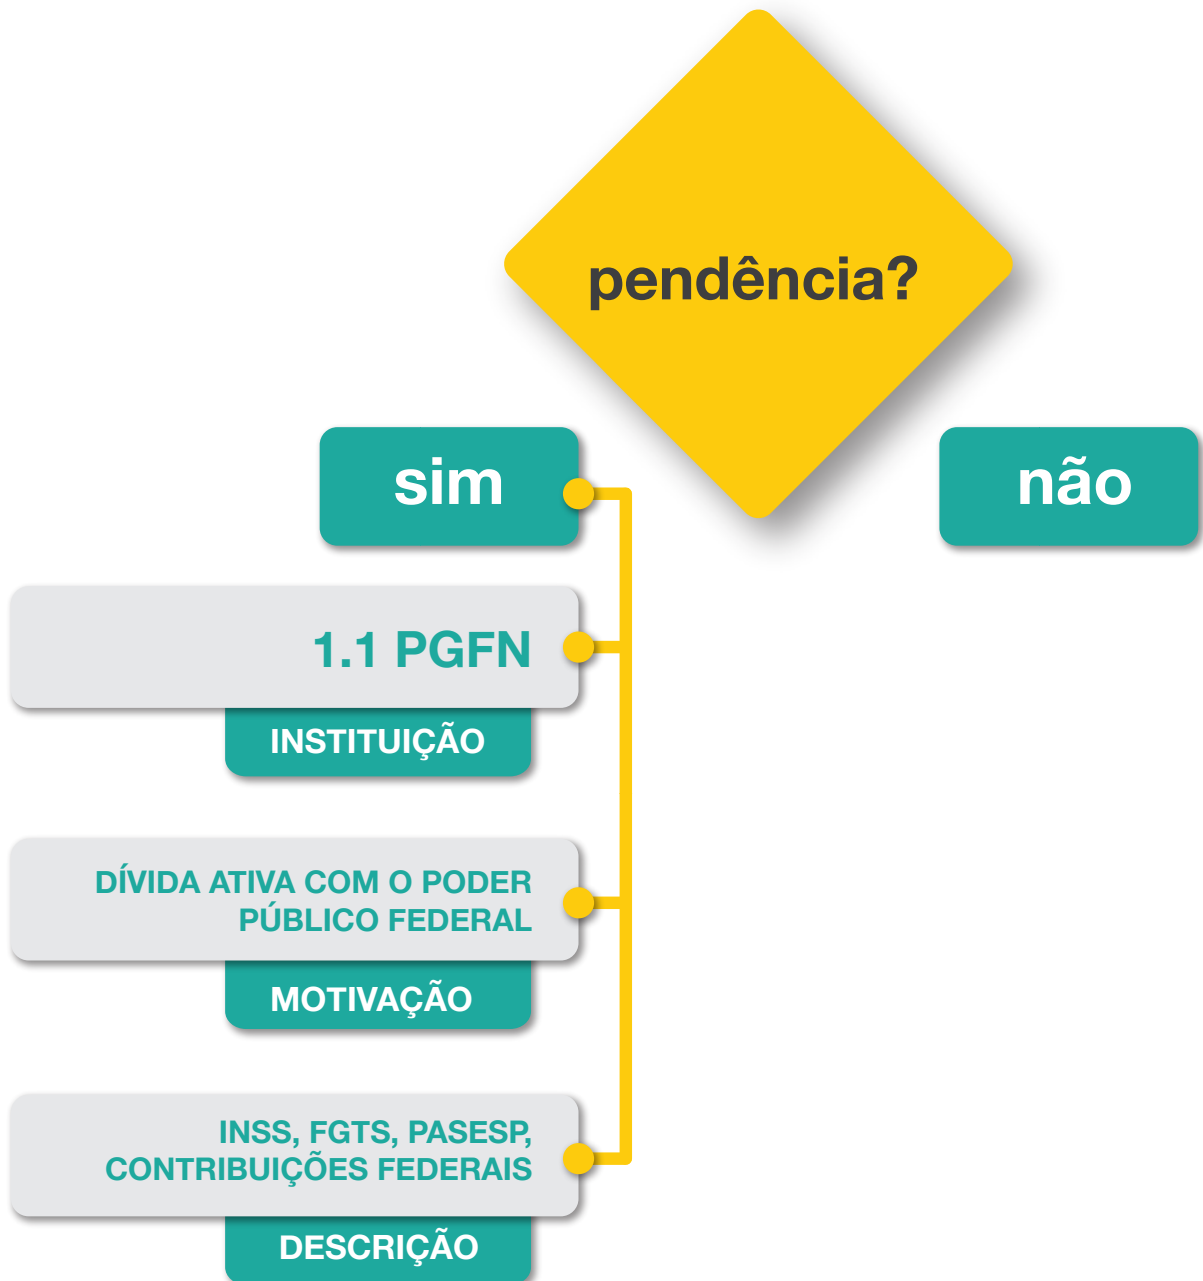 pendência?
sim
não
1.1 PGFN
INSTITUIÇÃO
DÍVIDA ATIVA COM O PODER
PÚBLICO FEDERAL
MOTIVAÇÃO
INSS, FGTS, PASESP,
CONTRIBUIÇÕES FEDERAIS
DESCRIÇÃO